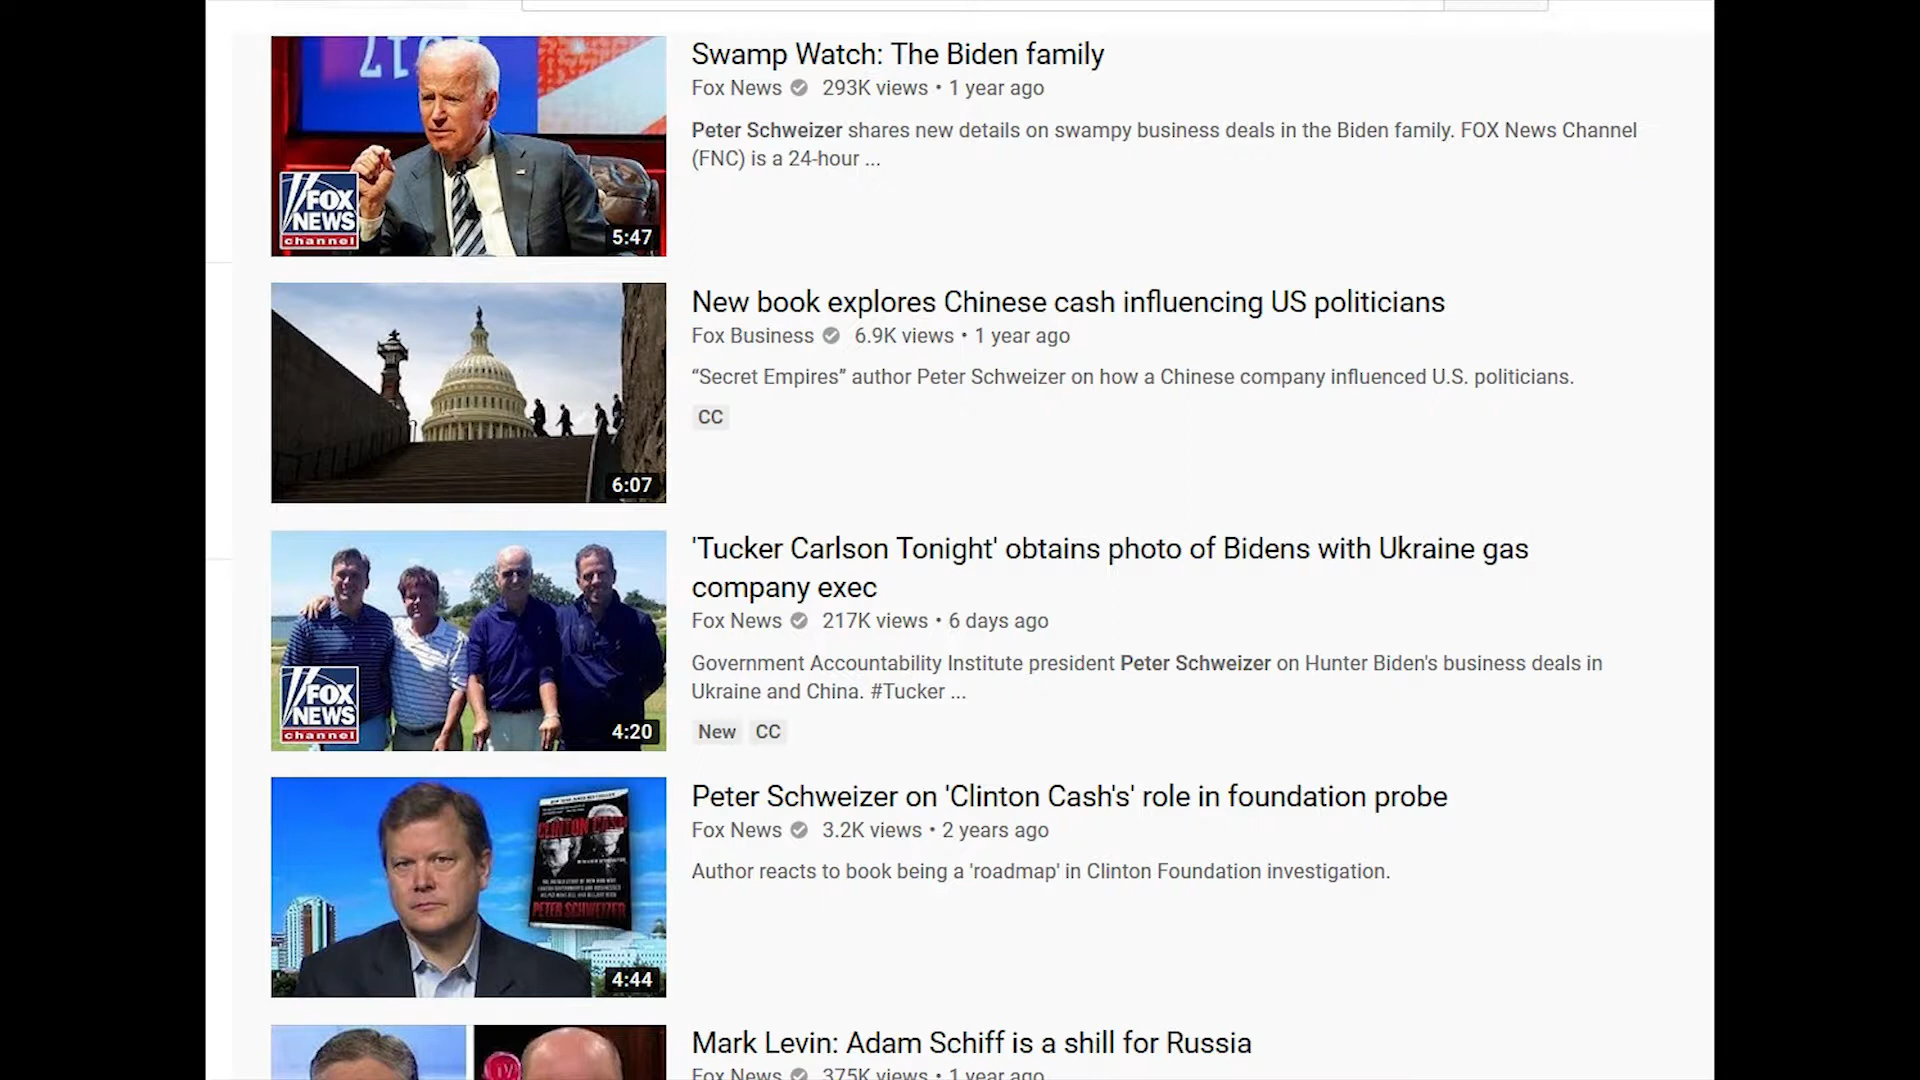 Swamp Watch: The Biden family
Fox News 293K views • 1 year ago
Peter Schweizer shares new details on swampy business deals in the Biden family. FOX News Channel
(FNC) is a 24-hour ...
FOX
NEWS
channel
5:47
New book explores Chinese cash influencing US politicians
Fox Business 6.9K views • 1 year ago
“Secret Empires” author Peter Schweizer on how a Chinese company influenced U.S. politicians.
CC
6:07
'Tucker Carlson Tonight' obtains photo of Bidens with Ukraine gas
company exec
Fox News 217K views • 6 days ago
Government Accountability Institute president Peter Schweizer on Hunter Biden's business deals in
Ukraine and China. #Tucker ...
New CC
FOX
NEWS
channel
4:20
Peter Schweizer on 'Clinton Cash's' role in foundation probe
Fox News 3.2K views • 2 years ago
Author reacts to book being a 'roadmap' in Clinton Foundation investigation.
CLINTON CASH
PETER SCHWEIZER
4:44
Mark Levin: Adam Schiff is a shill for Russia
Fox News 375K views • 1 year ago